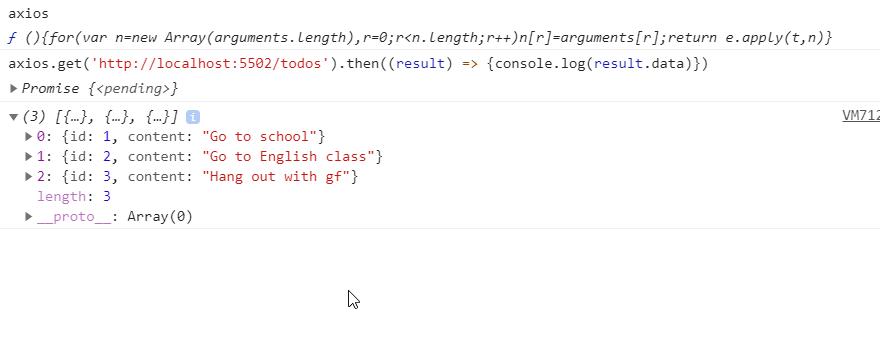 axios
ƒ (){for(var n=new Array(arguments.length),r=0;r<n.length;r++)n[r]=arguments[r];return e.apply(t,n)}
axios.get('http://localhost:5502/todos').then((result) => {console.log(result.data)})
Promise {<pending>}
(3) [{…}, {…}, {…}] i VM712
0: {id: 1, content: "Go to school"}
1: {id: 2, content: "Go to English class"}
2: {id: 3, content: "Hang out with gf"}
length: 3
__proto__: Array(0)